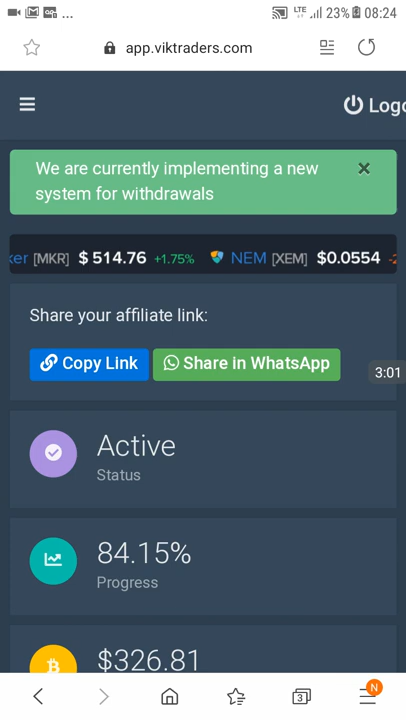 ... LTE 23% 08:24
app.viktraders.com
Logo
We are currently implementing a new
system for withdrawals
er [MKR] $ 514.76 +1.75% NEM [XEM] $0.0554 -2
Share your affiliate link:
Copy Link Share in WhatsApp
3:01
Active
Status
84.15%
Progress
$326.81
3 N